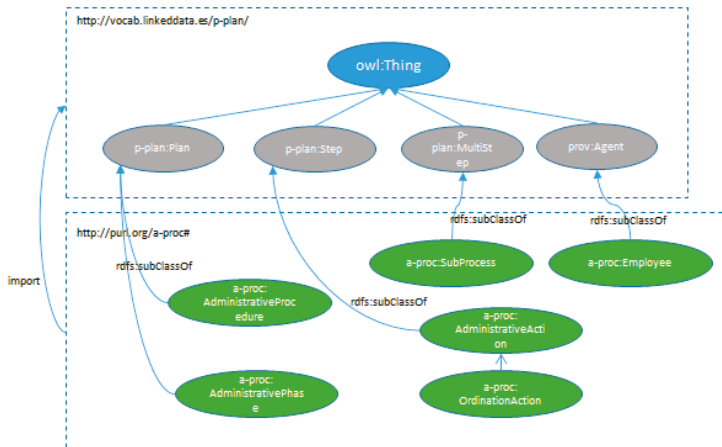 http://vocab.linkeddata.es/p-plan/
owl:Thing
p-plan:Plan
p-plan:Step
p-
plan:MultiSt
ep
prov:Agent
rdfs:subClassOf
rdfs:subClassOf
http://purl.org/a-proc#
rdfs:subClassOf
a-proc:SubProcess
a-proc:Employee
import
a-proc:
AdministrativeProc
edure
rdfs:subClassOf
a-proc:
AdministrativeActi
on
a-proc:
AdministrativePhas
e
a-proc:
OrdinationAction